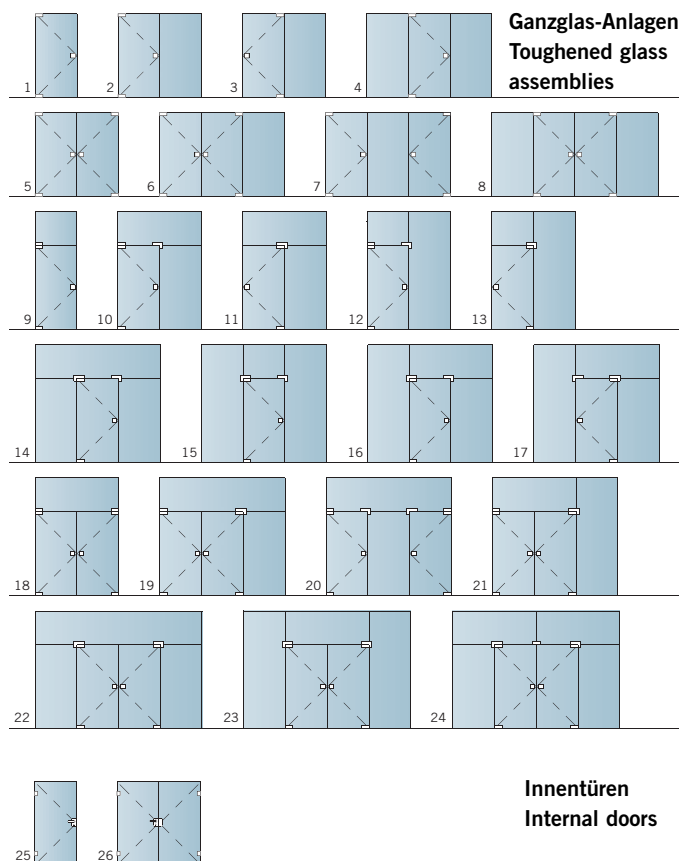 Ganzglas-Anlagen
Toughened glass
assemblies
1 2 3 4
5 6 7 8
9 10 11 12 13
14 15 16 17
18 19 20 21
22 23 24
Innentüren
Internal doors
25 26